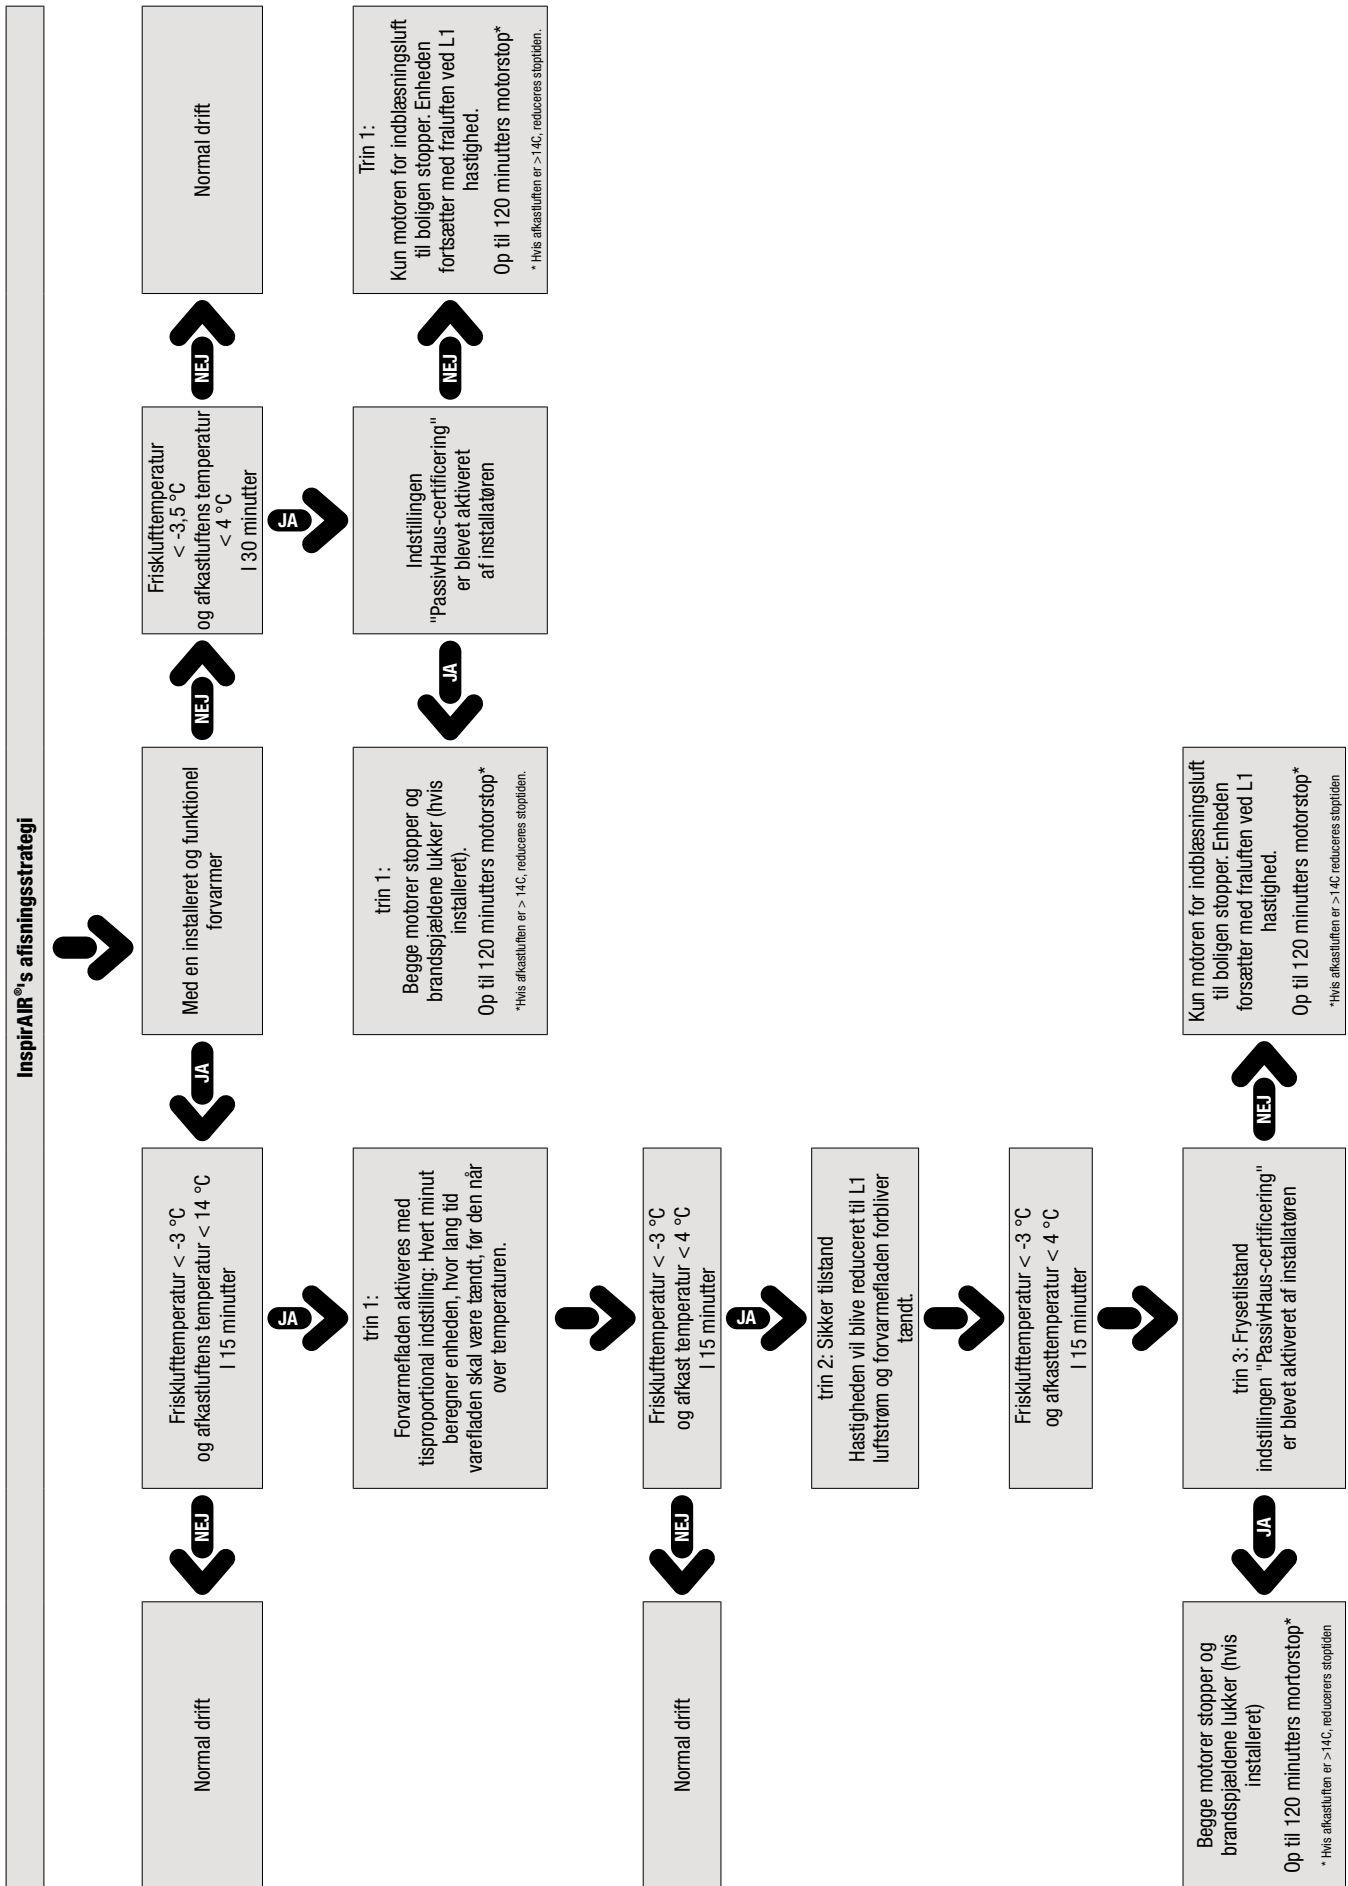 InspirAIR®'s afisningsstrategi
Med en installeret og funktionel
forvarmer
JA
NEJ
FriskluftTemperatur < -3 °C
og afkastluftens temperatur < 14 °C
I 15 minutter
NEJ
Normal drift
JA
trin 1:
Forvarmefladen aktiveres med
tisproportional indstilling: Hvert minut
beregner enheden, hvor lang tid
varefladen skal være tændt, før den når
over temperaturen.
Frisklufttemperatur < -3 °C
og afkast temperatur < 4 °C
I 15 minutter
NEJ
Normal drift
JA
trin 2: Sikker tilstand
Hastigheden vil blive reduceret til L1
luftstrøm og forvarmefladen forbliver
tændt.
Frisklufttemperatur < -3 °C
og afkasttemperatur < 4 °C
I 15 minutter
trin 3: Frysetilstand
indstillingen "PassivHaus-certificering"
er blevet aktiveret af installatøren
JA
Begge motorer stopper og
brandspjældene lukker (hvis
installeret)
Op til 120 minutters mortorstop*
* Hvis afkastluften er >14C, reducerers stoptiden
NEJ
Kun motoren for indblæsningsluft
til boligen stopper. Enheden
forsætter med fraluften ved L1
hastighed.
Op til 120 minutters motorstop*
*Hvis afkastluften er >14C reduceres stoptiden
Frisklufttemperatur
< -3,5 °C
og afkastluftens temperatur
< 4 °C
I 30 minutter
NEJ
Normal drift
JA
Indstillingen
"PassivHaus-certificering"
er blevet aktiveret
af installatøren
JA
trin 1:
Begge motorer stopper og
brandspjældene lukker (hvis
installeret).
Op til 120 minutters motorstop*
*Hvis afkastluften er > 14C, reduceres stoptiden.
NEJ
Trin 1:
Kun motoren for indblæsningsluft
til boligen stopper. Enheden
fortsætter med fraluften ved L1
hastighed.
Op til 120 minutters motorstop*
* Hvis afkastluften er >14C, reduceres stoptiden.